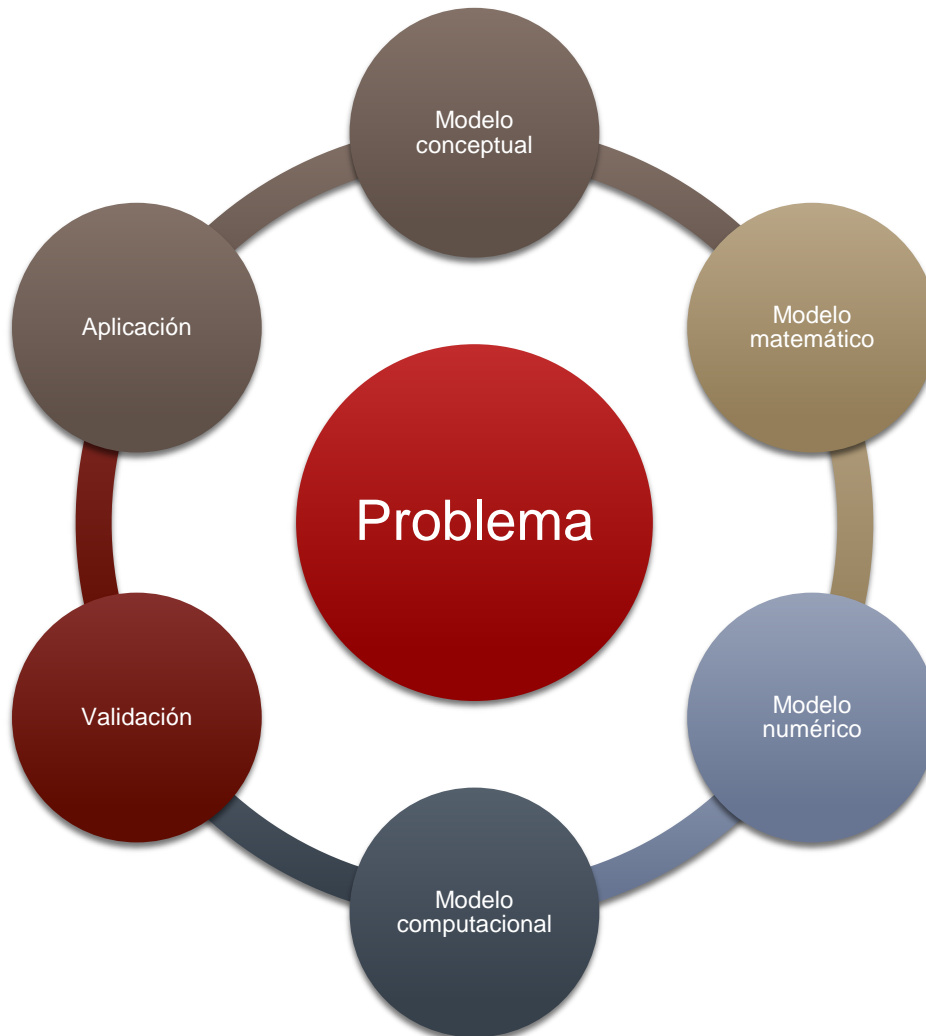 Modelo
conceptual
Modelo
matemático
Modelo
numérico
Modelo
computacional
Validación
Aplicación
Problema